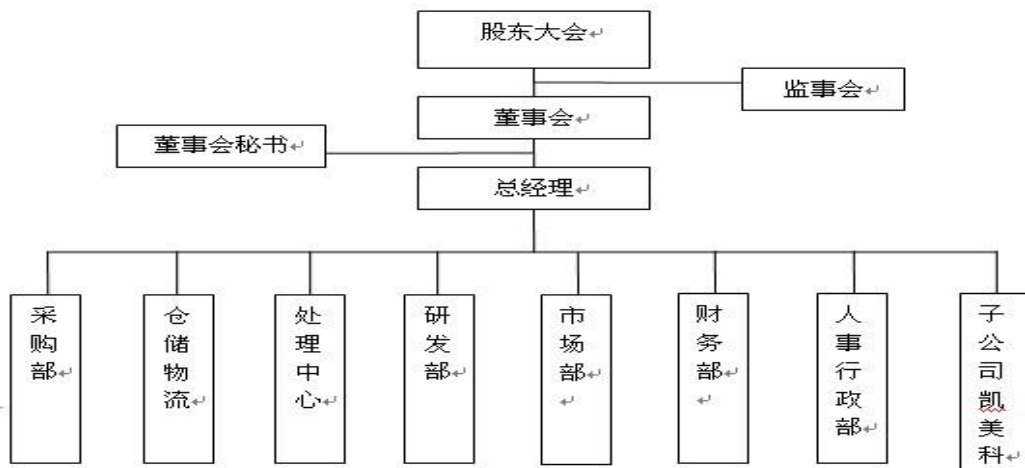 股东大会
监事会
董事会
董事会秘书
总经理
采购部
仓储物流
处理中心
研发部
市场部
财务部
人事行政部
子公司凯美科